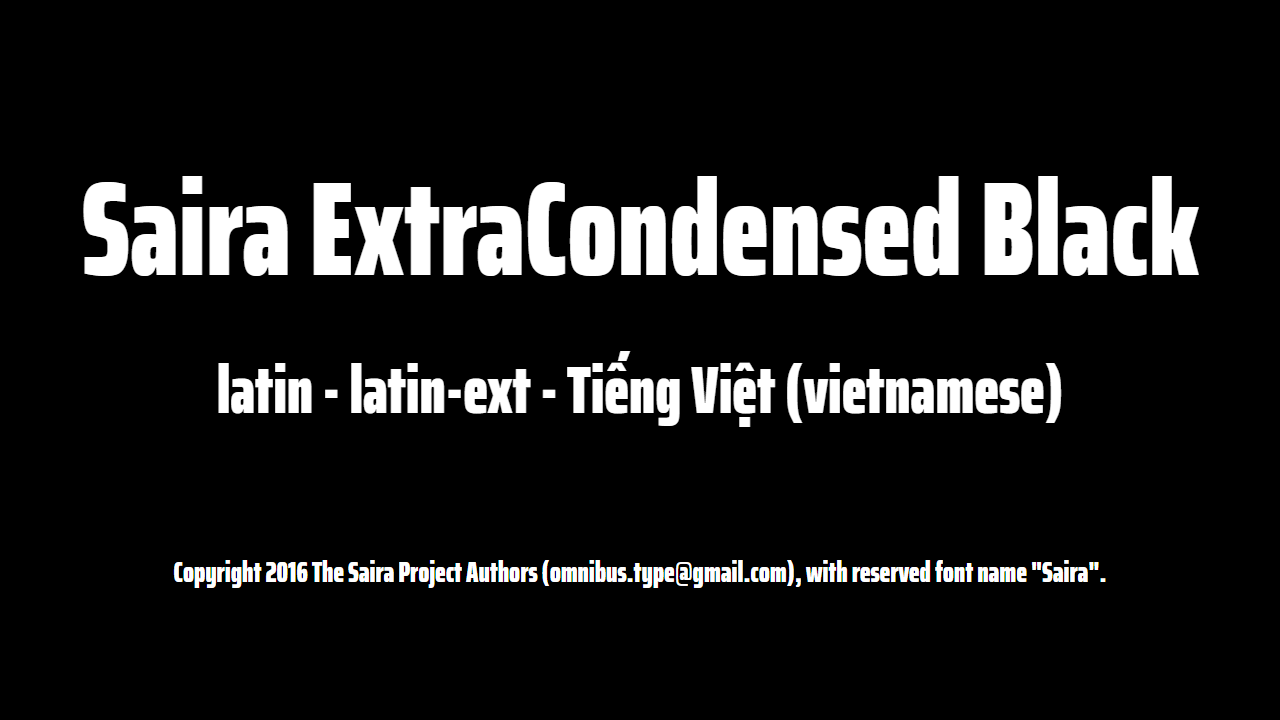 Saira ExtraCondensed Black
latin - latin-ext - Tiếng Việt (vietnamese)
Copyright 2016 The Saira Project Authors (omnibus.type@gmail.com), with reserved font name "Saira".